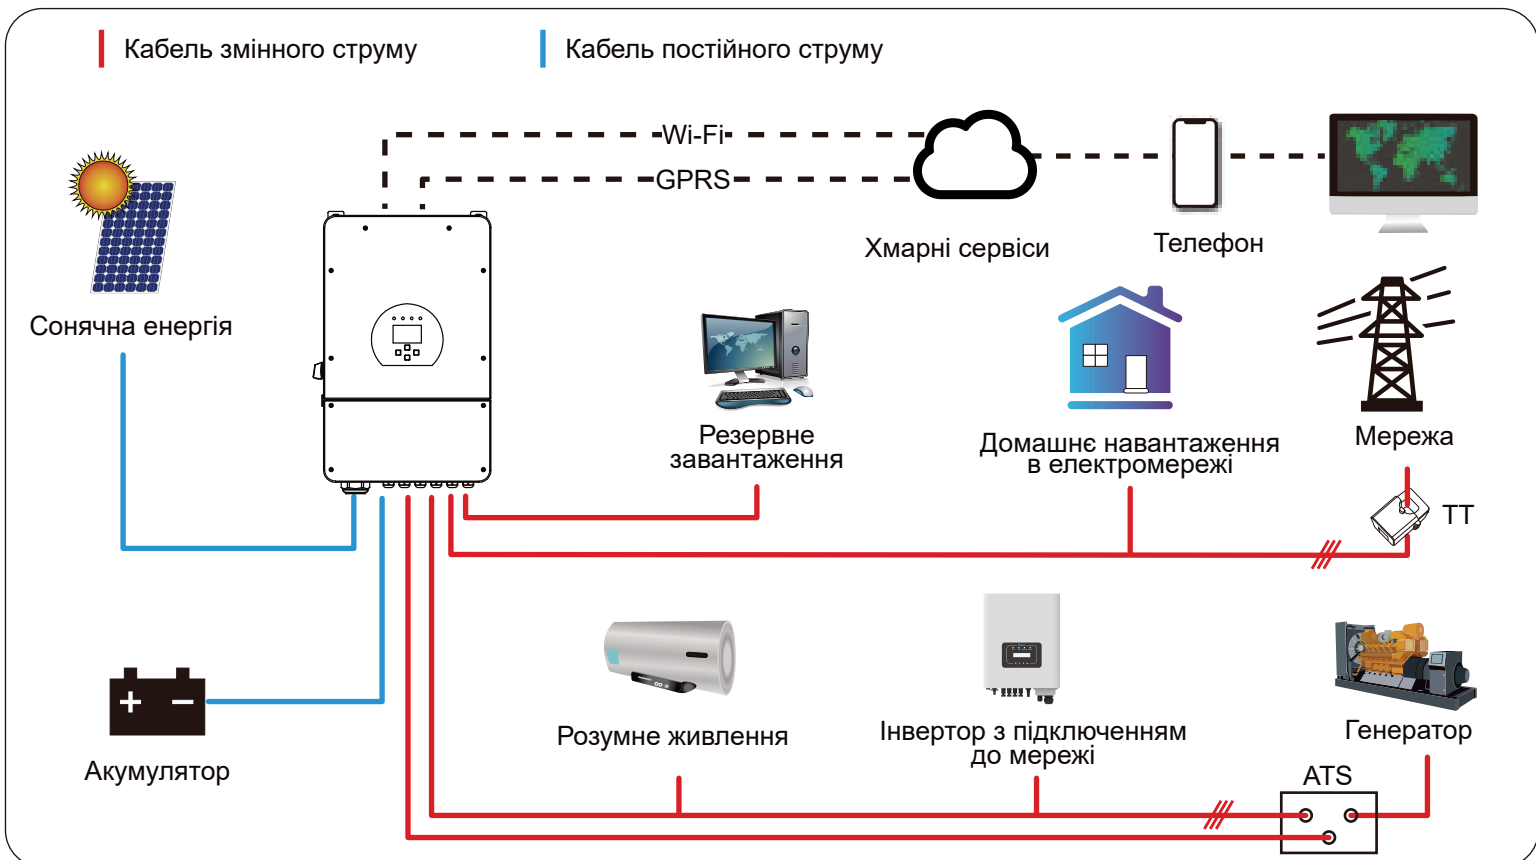 Кабель змінного струму
Кабель постійного струму
Wi-Fi
GPRS
Хмарні сервіси
Телефон
Сонячна енергія
Резервне
завантаження
Домашнє навантаження
в електромережі
Мережа
ТТ
Розумне живлення
Інвертор з підключенням
до мережі
Генератор
+ −
Акумулятор
ATS